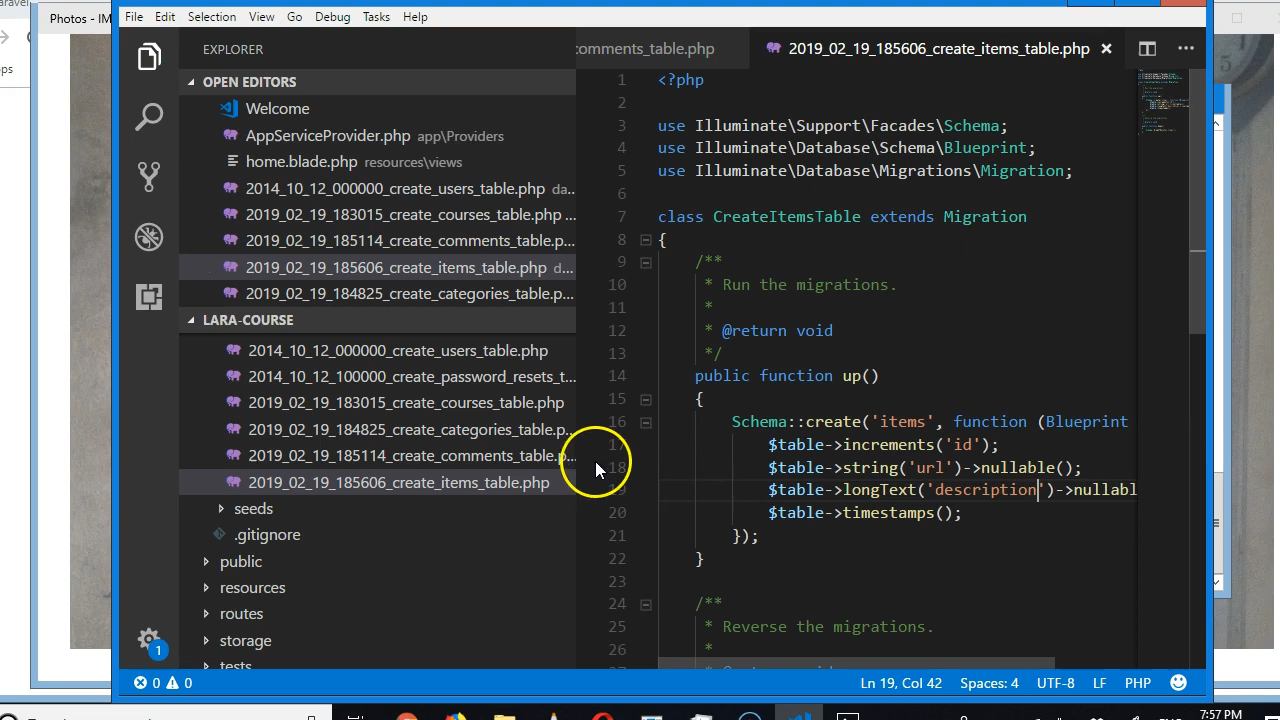 Photos - IM
File Edit Selection View Go Debug Tasks Help
EXPLORER
comments_table.php
2019_02_19_185606_create_items_table.php
OPEN EDITORS
Welcome
AppServiceProvider.php app\Providers
home.blade.php resources\views
2014_10_12_000000_create_users_table.php da...
2019_02_19_183015_create_courses_table.php ...
2019_02_19_185114_create_comments_table.p...
2019_02_19_185606_create_items_table.php d...
2019_02_19_184825_create_categories_table.p...
LARA-COURSE
2014_10_12_000000_create_users_table.php
2014_10_12_100000_create_password_resets_t...
2019_02_19_183015_create_courses_table.php
2019_02_19_184825_create_categories_table.p...
2019_02_19_185114_create_comments_table.p...
2019_02_19_185606_create_items_table.php
seeds
.gitignore
public
resources
routes
storage
tests
1 <?php
2
3 use Illuminate\Support\Facades\Schema;
4 use Illuminate\Database\Schema\Blueprint;
5 use Illuminate\Database\Migrations\Migration;
6
7 class CreateItemsTable extends Migration
8 {
9 /**
10 * Run the migrations.
11 *
12 * @return void
13 */
14 public function up()
15 {
16 Schema::create('items', function (Blueprint
17 $table->increments('id');
18 $table->string('url')->nullable();
19 $table->longText('description')->nullabl
20 $table->timestamps();
21 });
22 }
23
24 /**
25 * Reverse the migrations.
26 *
0 0
Ln 19, Col 42 Spaces: 4 UTF-8 LF PHP
1
7:57 PM